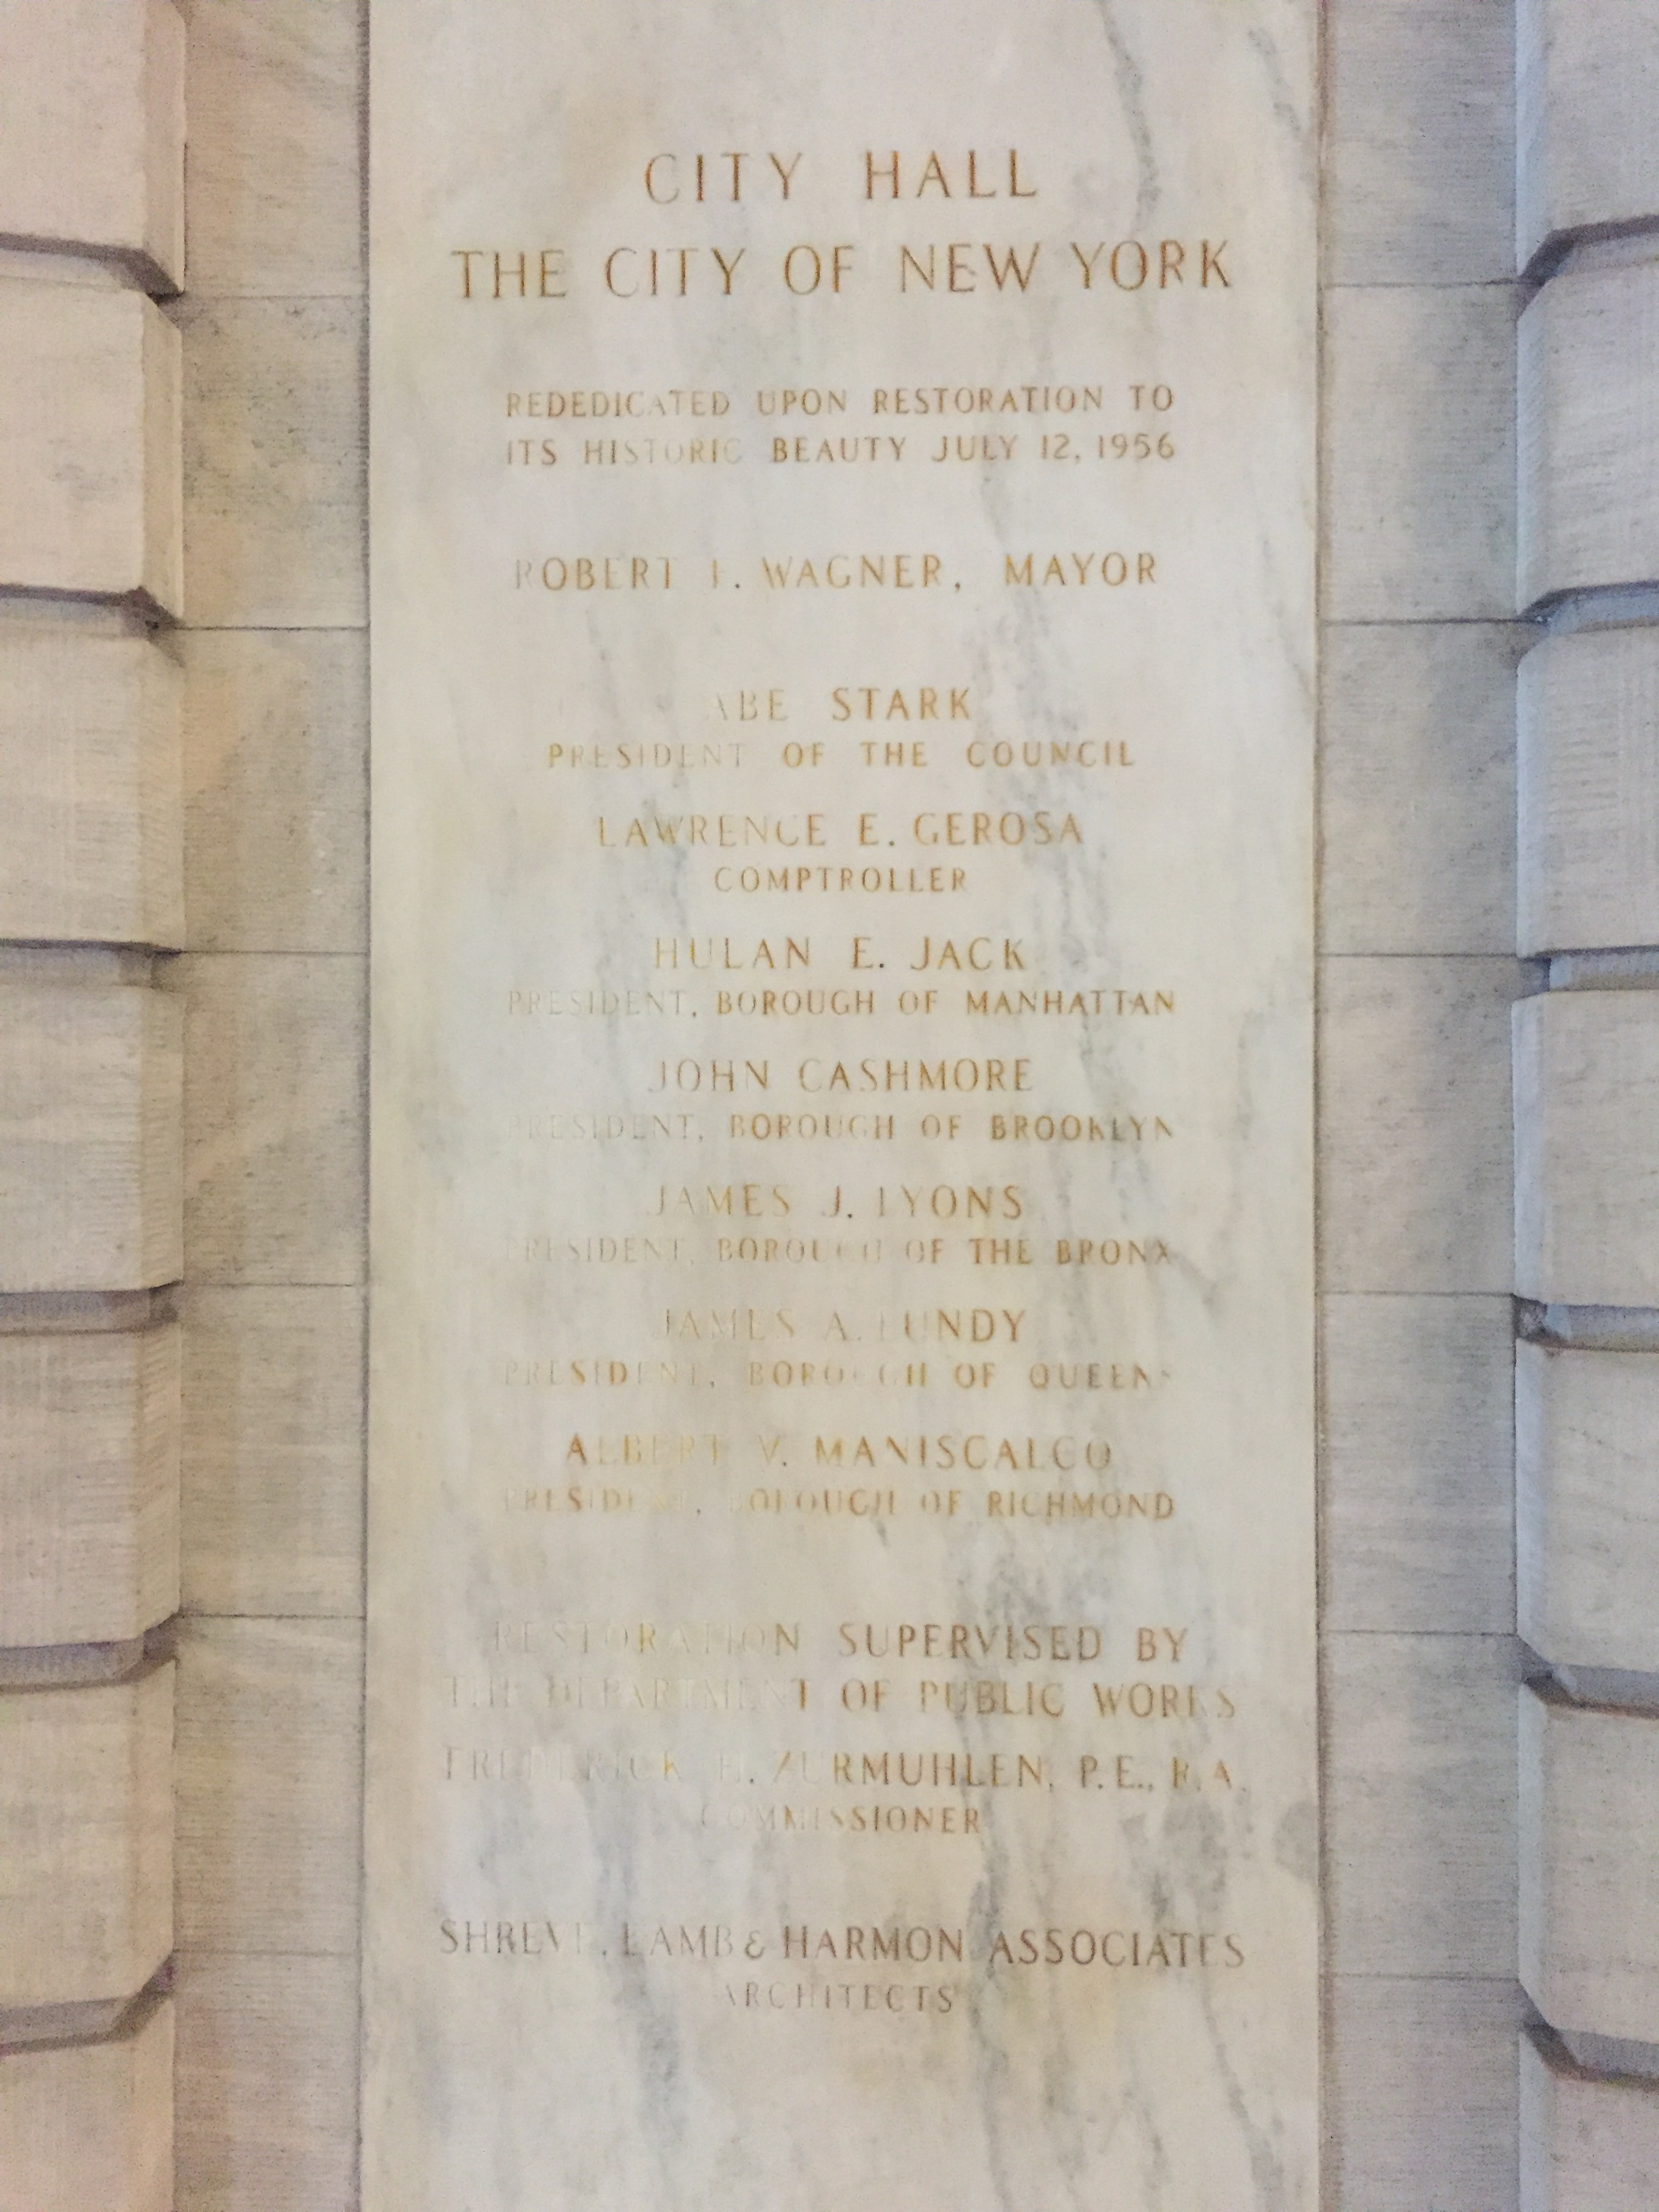 CITY HALL
THE CITY OF NEW YORK
REDEDICATED UPON RESTORATION TO
ITS HISTORIC BEAUTY JULY 12, 1956
ROBERT F. WAGNER, MAYOR
ABE STARK
PRESIDENT OF THE COUNCIL
LAWRENCE E. GEROSA
COMPTROLLER
HULAN E. JACK
PRESIDENT, BOROUGH OF MANHATTAN
JOHN CASHMORE
PRESIDENT, BOROUGH OF BROOKLYN
JAMES J. LYONS
PRESIDENT, BOROUGH OF THE BRONX
JAMES A. LUNDY
PRESIDENT, BOROUGH OF QUEENS
ALBERT V. MANISCALCO
PRESIDENT, BOROUGH OF RICHMOND
RESTORATION SUPERVISED BY
THE DEPARTMENT OF PUBLIC WORKS
FREDERICK H. ZURMUHLEN, P.E., R.A.
COMMISSIONER
SHREVE, LAMB & HARMON ASSOCIATES
ARCHITECTS